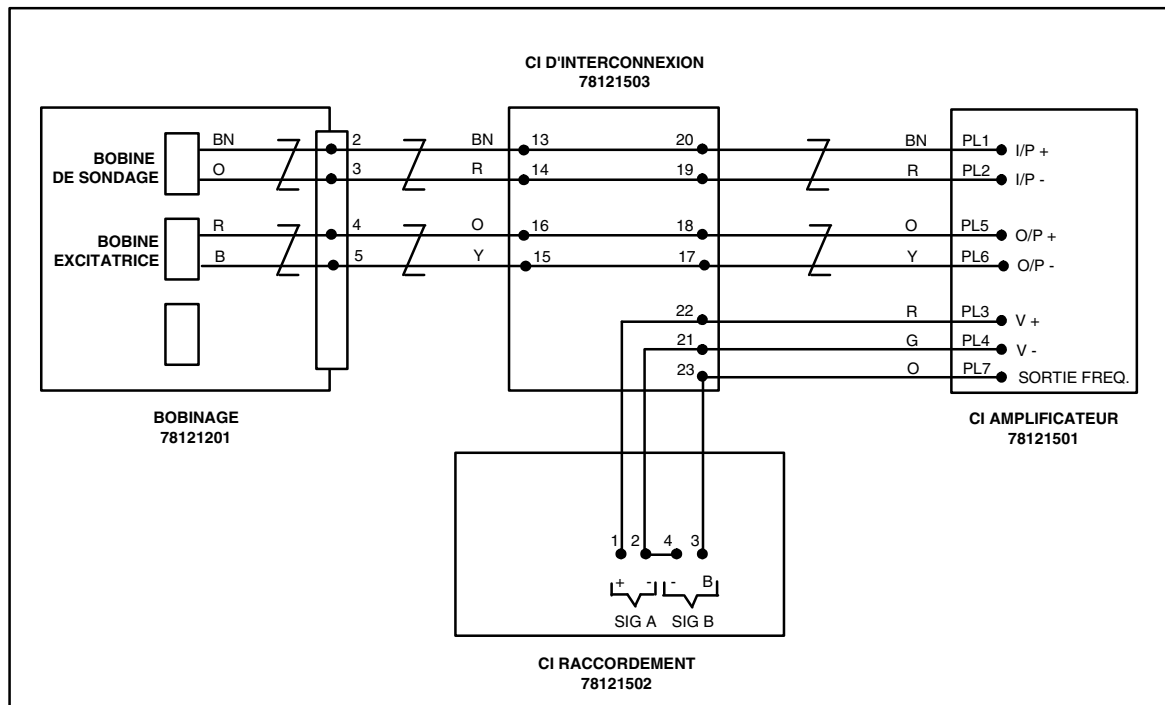 CI D'INTERCONNEXION
78121503
BOBINE
DE SONDAGE
BN
O
2
3
BN
R
13
14
20
19
BN
R
PL1
PL2
I/P +
I/P -
BOBINE
EXCITATRICE
R
B
4
5
O
Y
16
15
18
17
O
Y
PL5
PL6
O/P +
O/P -
22
21
23
R
G
O
PL3
PL4
PL7
V +
V -
SORTIE FREQ.
BOBINAGE
78121201
CI AMPLIFICATEUR
78121501
1 2 4 3
+ - - B
SIG A SIG B
CI RACCORDEMENT
78121502